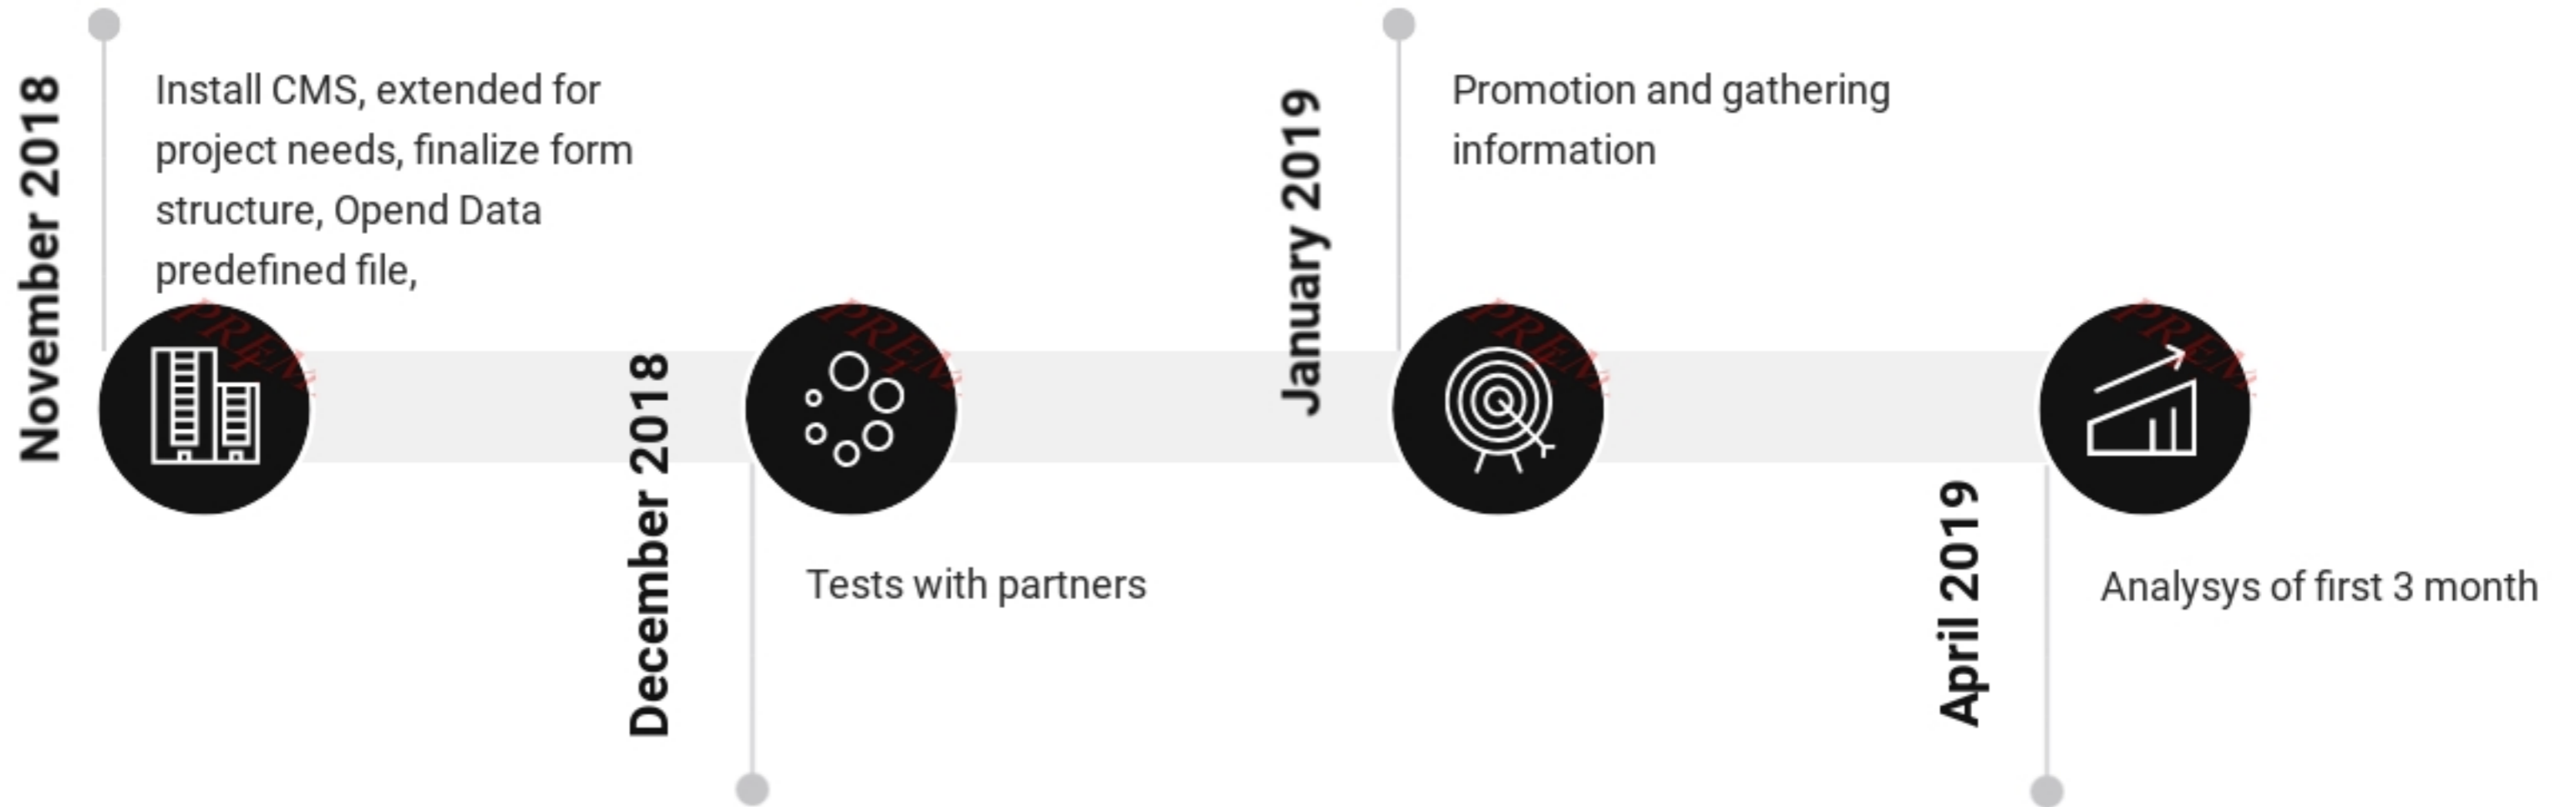 November 2018
Install CMS, extended for
project needs, finalize form
structure, Opend Data
predefined file,
December 2018
Tests with partners
January 2019
Promotion and gathering
information
April 2019
Analysys of first 3 month